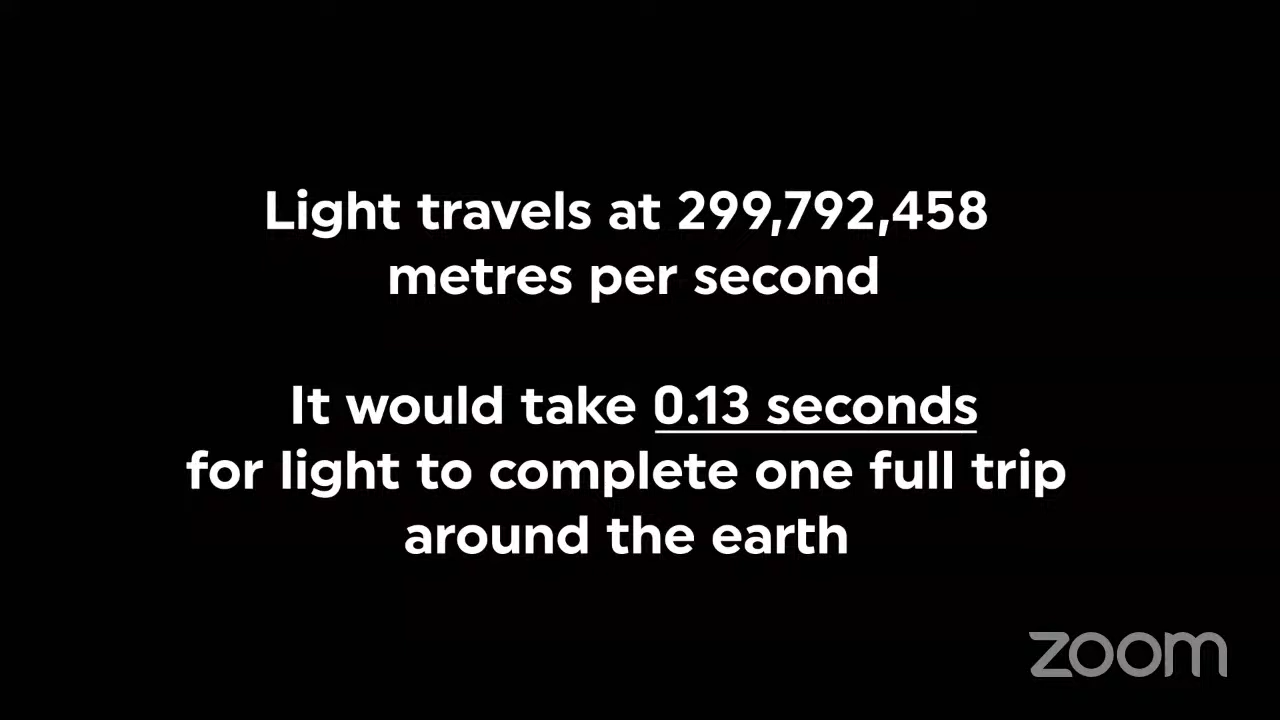 Light travels at 299,792,458
metres per second
It would take 0.13 seconds
for light to complete one full trip
around the earth
zoom